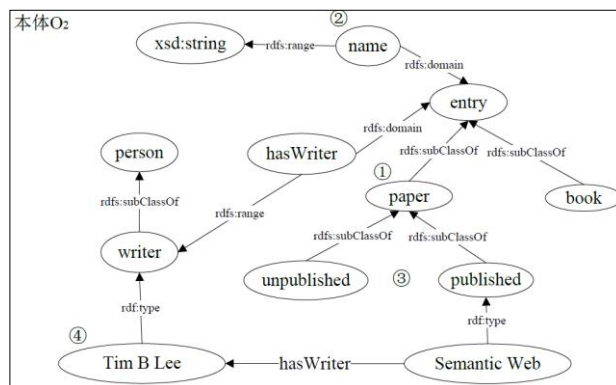 本体O₂
②
xsd:string
rdfs:range
name
rdfs:domain
entry
rdfs:domain
person
hasWriter
rdfs:subClassOf
rdfs:subClassOf
①
rdfs:subClassOf
paper
book
rdfs:range
rdfs:subClassOf
rdfs:subClassOf
writer
unpublished
③
published
rdf:type
rdf:type
④
Tim B Lee
hasWriter
Semantic Web